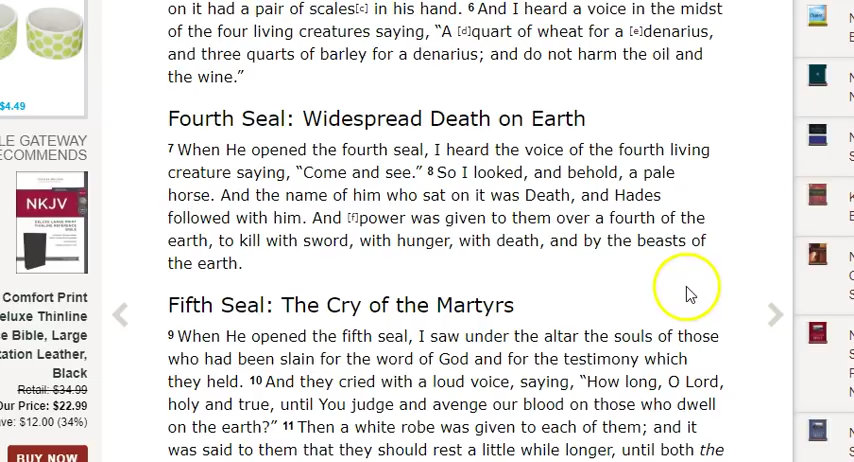 on it had a pair of scales[c] in his hand. 6 And I heard a voice in the midst
of the four living creatures saying, “A [d]quart of wheat for a [e]denarius,
and three quarts of barley for a denarius; and do not harm the oil and
the wine.”
$4.49
Fourth Seal: Widespread Death on Earth
LE GATEWAY
ECOMMENDS
7 When He opened the fourth seal, I heard the voice of the fourth living
creature saying, “Come and see.” 8 So I looked, and behold, a pale
horse. And the name of him who sat on it was Death, and Hades
followed with him. And [f]power was given to them over a fourth of the
earth, to kill with sword, with hunger, with death, and by the beasts of
the earth.
NKJV
Comfort Print
eluxe Thinline
e Bible, Large
tation Leather,
Black
Retail: $34.99
Our Price: $22.99
ave: $12.00 (34%)
BUY NOW
Fifth Seal: The Cry of the Martyrs
9 When He opened the fifth seal, I saw under the altar the souls of those
who had been slain for the word of God and for the testimony which
they held. 10 And they cried with a loud voice, saying, “How long, O Lord,
holy and true, until You judge and avenge our blood on those who dwell
on the earth?” 11 Then a white robe was given to each of them; and it
was said to them that they should rest a little while longer, until both the